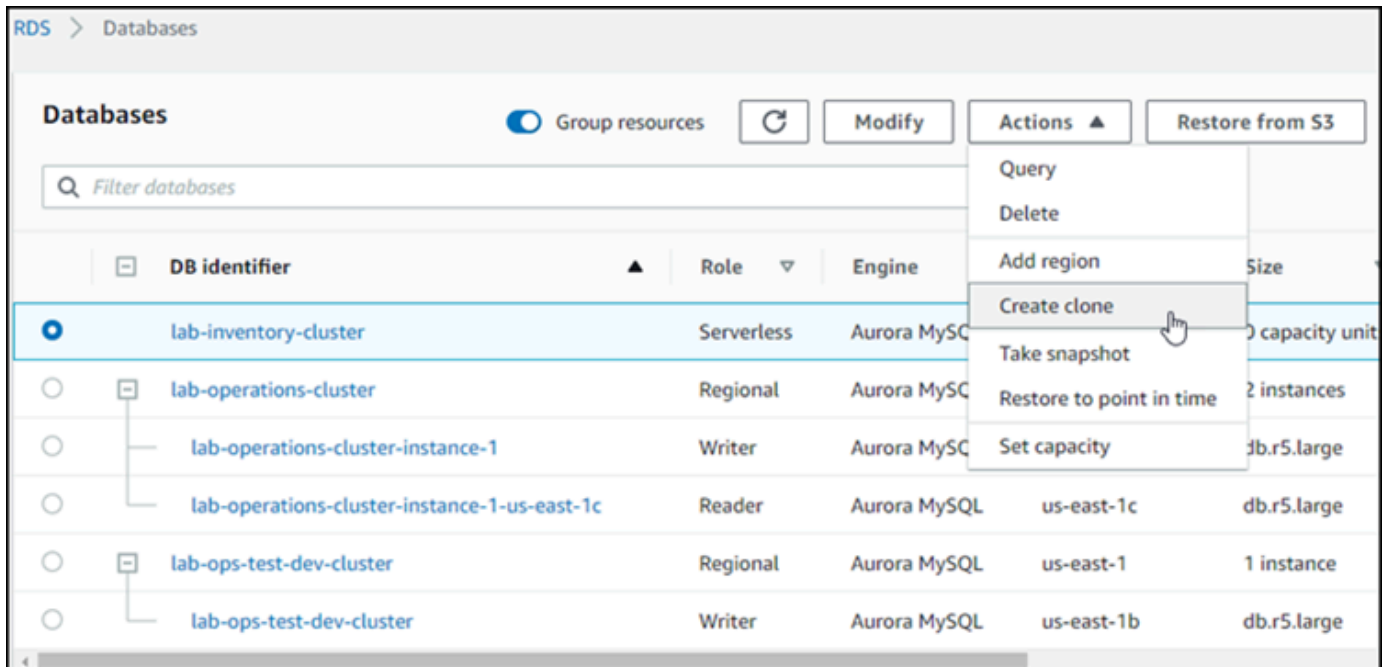 RDS > Databases
Databases Group resources Modify Actions ▲ Restore from S3
Filter databases
Query
Delete
Add region
Create clone
Take snapshot
Restore to point in time
Set capacity
DB identifier ▲ Role ▽ Engine Size
lab-inventory-cluster Serverless Aurora capacity
lab-operations-cluster Regional Aurora 2 instances
lab-operations-cluster-instance-1 Writer Aurora db.r5.large
lab-operations-cluster-instance-1-us-east-1c Reader Aurora MySQL us-east-1c db.r5.large
lab-ops-test-dev-cluster Regional Aurora MySQL us-east-1 1 instance
lab-ops-test-dev-cluster Writer Aurora MySQL us-east-1b db.r5.large